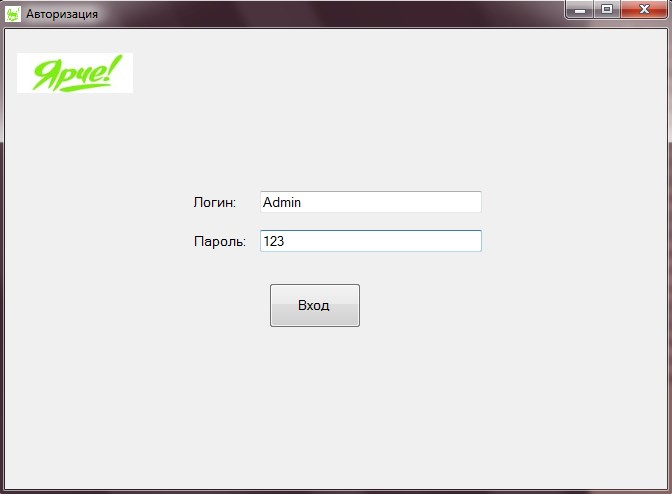 Авторизация
Ярче!
Логин: Admin
Пароль: 123
Вход